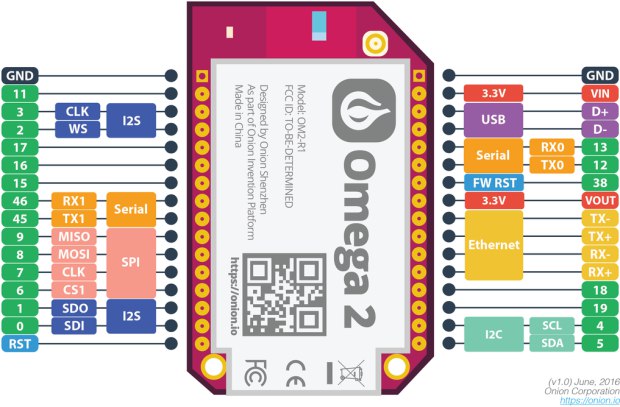 GND
11
3 CLK I2S
2 WS
17
16
15
46 RX1 Serial
45 TX1
9 MISO SPI
8 MOSI
7 CLK
6 CS1
1 SDO I2S
0 SDI
RST
Omega 2
Model: OM2-R1
FCC ID: TO-BE-DETERMINED
Designed by Onion Shenzhen
As part of Onion Invention Platform
Made in China
https://onion.io
FC
CE
GND
3.3V VIN
USB D+
D-
Serial RX0 13
TX0 12
FW RST 38
3.3V VOUT
Ethernet TX-
TX+
RX-
RX+
18
19
I2C SCL 4
SDA 5
(v1.0) June, 2016
Onion Corporation
https://onion.io